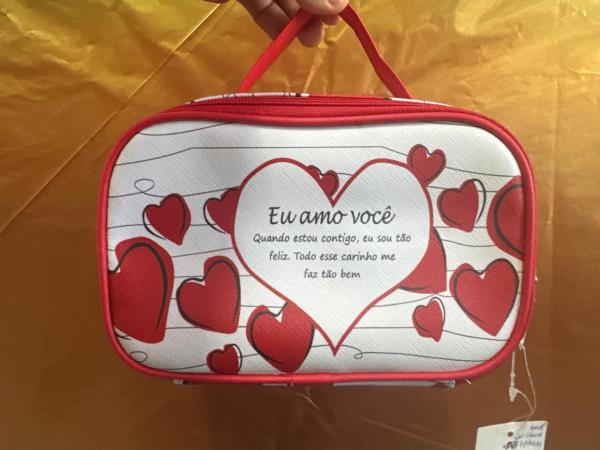 Eu amo você
Quando estou contigo, eu sou tão
feliz. Todo esse carinho me
faz tão bem